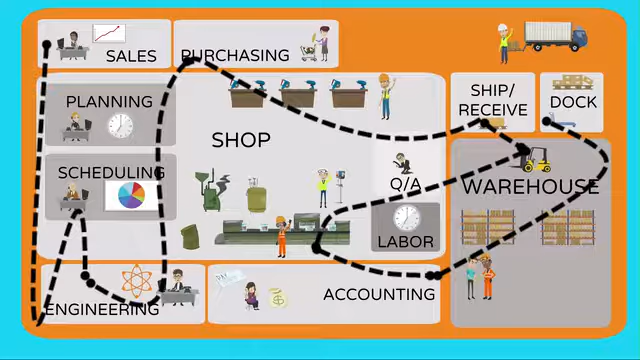 SALES
PURCHASING
SHIP/
RECEIVE
DOCK
PLANNING
SHOP
SCHEDULING
Q/A
WAREHOUSE
LABOR
ENGINEERING
ACCOUNTING